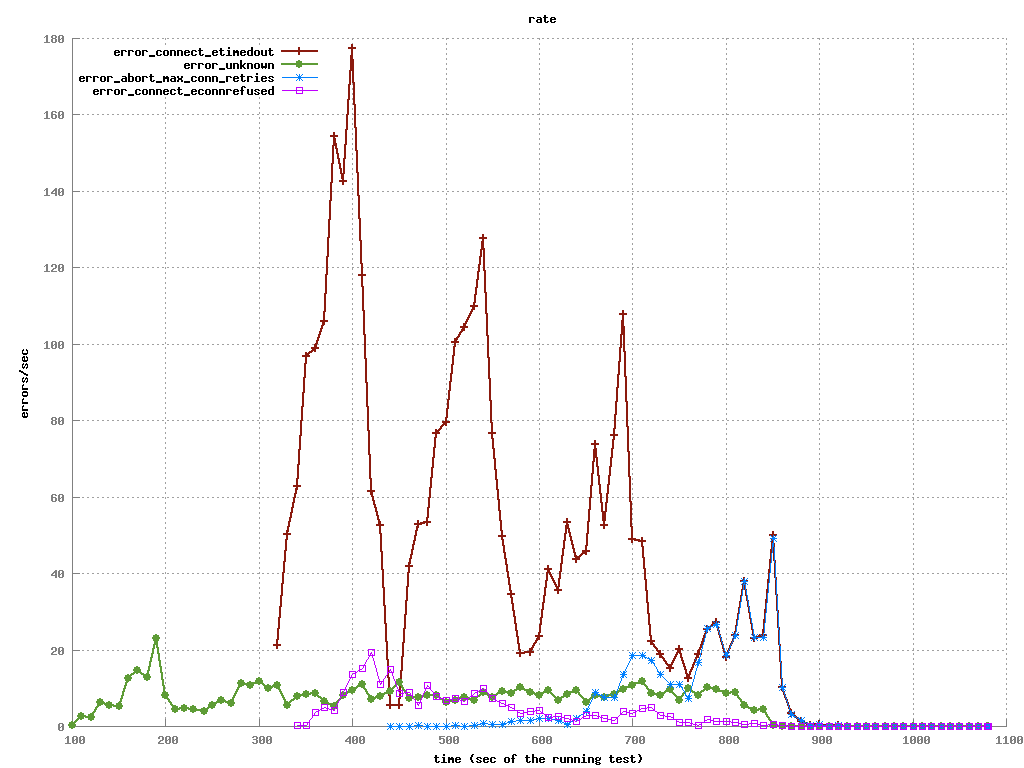 rate
180
160
140
120
100
80
60
40
20
0
error_connect_etimedout
error_unknown
error_abort_max_conn_retries
error_connect_econnrefused
errors/sec
100 200 300 400 500 600 700 800 900 1000 1100
time (sec of the running test)